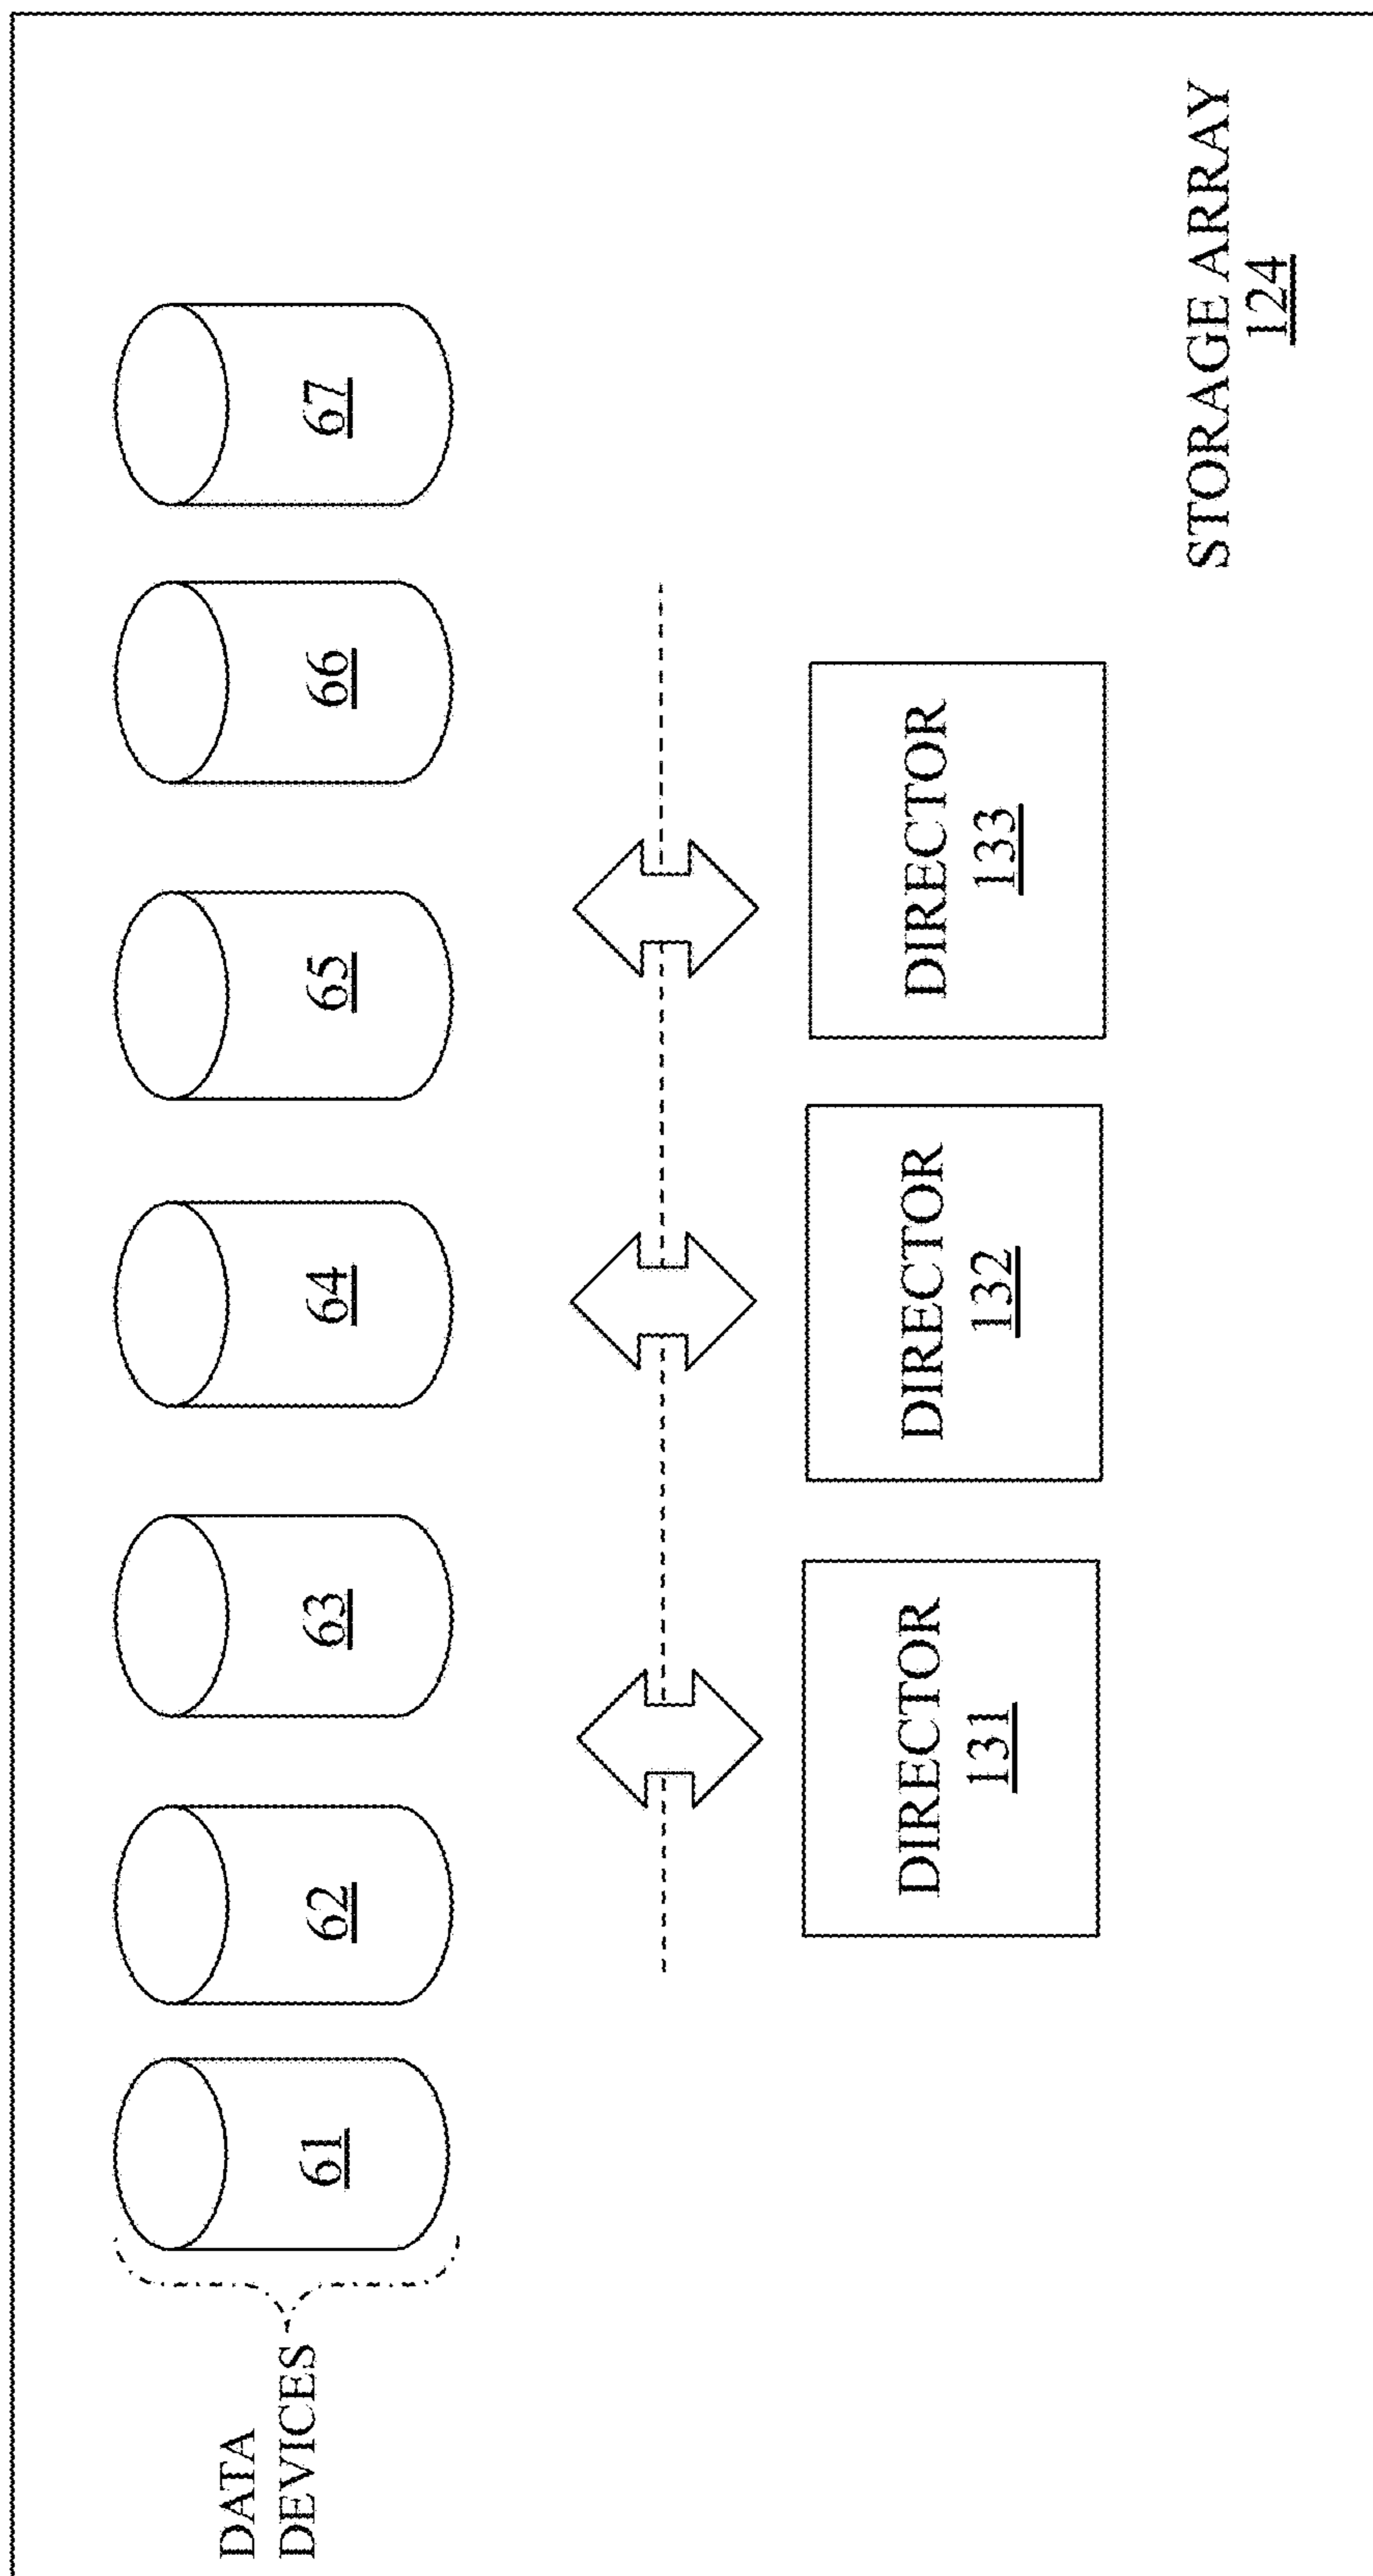 DATA
DEVICES
61
62
63
64
65
66
67
DIRECTOR
131
DIRECTOR
132
DIRECTOR
133
STORAGE ARRAY
124